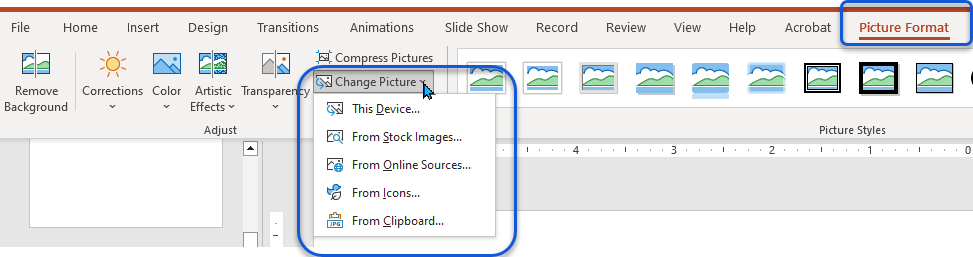 File Home Insert Design Transitions Animations Slide Show Record Review View Help Acrobat Picture Format
Remove Background
Corrections
Color
Artistic Effects
Transparency
Compress Pictures
Change Picture
Adjust
This Device...
From Stock Images...
From Online Sources...
From Icons...
JPG
From Clipboard...
Picture Styles
4 3 2 1 0